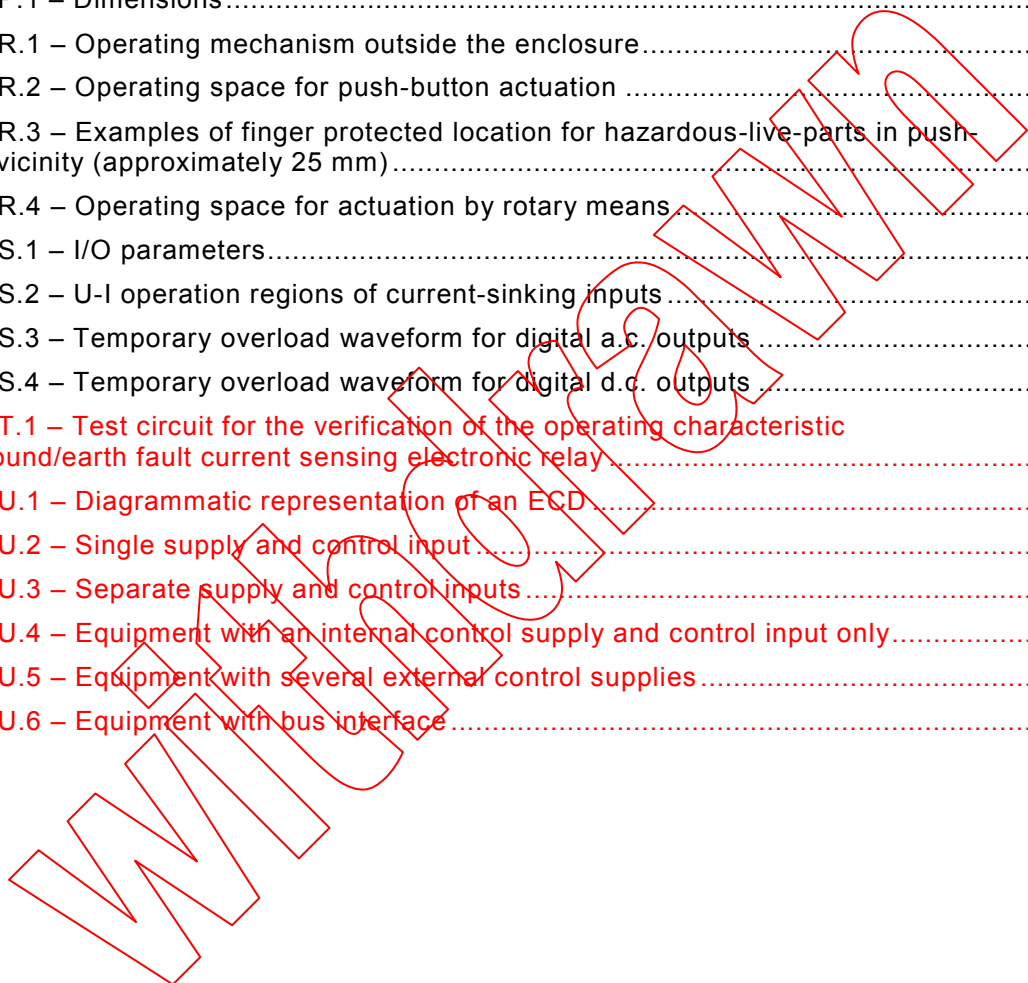 P.1 – Dimensions
R.1 – Operating mechanism outside the enclosure
R.2 – Operating space for push-button actuation
R.3 – Examples of finger protected location for hazardous-live-parts in push-
vicinity (approximately 25 mm)
R.4 – Operating space for actuation by rotary means
S.1 – I/O parameters
S.2 – U-I operation regions of current-sinking inputs
S.3 – Temporary overload waveform for digital a.c. outputs
S.4 – Temporary overload waveform for digital d.c. outputs
T.1 – Test circuit for the verification of the operating characteristic
ound/earth fault current sensing electronic relay
U.1 – Diagrammatic representation of an ECD
U.2 – Single supply and control input
U.3 – Separate supply and control inputs
U.4 – Equipment with an internal control supply and control input only
U.5 – Equipment with several external control supplies
U.6 – Equipment with bus interface
withdrawn